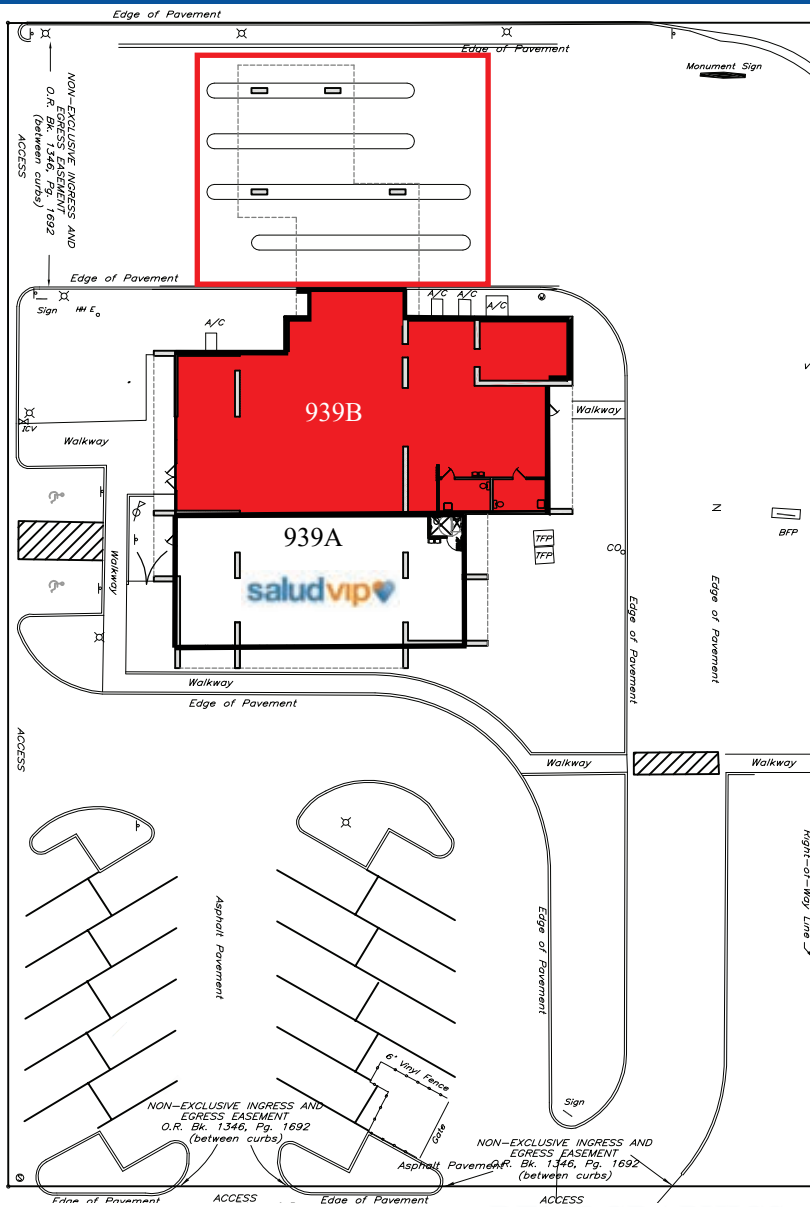 Edge of Pavement
Edge of Pavement
Monument Sign
NON-EXCLUSIVE INGRESS AND
EGRESS EASEMENT
O.R. Bk. 1346, Pg. 1692
(between curbs)
ACCESS
Edge of Pavement
Sign
HH E
A/C
A/C
A/C
A/C
939B
ICV
Walkway
Walkway
939A
saludvip
TFP
TFP
CO
Z
BFP
Walkway
Edge of Pavement
Edge of Pavement
Walkway
Edge of Pavement
ACCESS
Walkway
Walkway
Right-of-Way Line
Asphalt Pavement
Edge of Pavement
6' Vinyl Fence
Gate
Sign
NON-EXCLUSIVE INGRESS AND
EGRESS EASEMENT
O.R. Bk. 1346, Pg. 1692
(between curbs)
NON-EXCLUSIVE INGRESS AND
EGRESS EASEMENT
Asphalt Pavement
O.R. Bk. 1346, Pg. 1692
(between curbs)
Edge of Pavement
ACCESS
Edge of Pavement
ACCESS